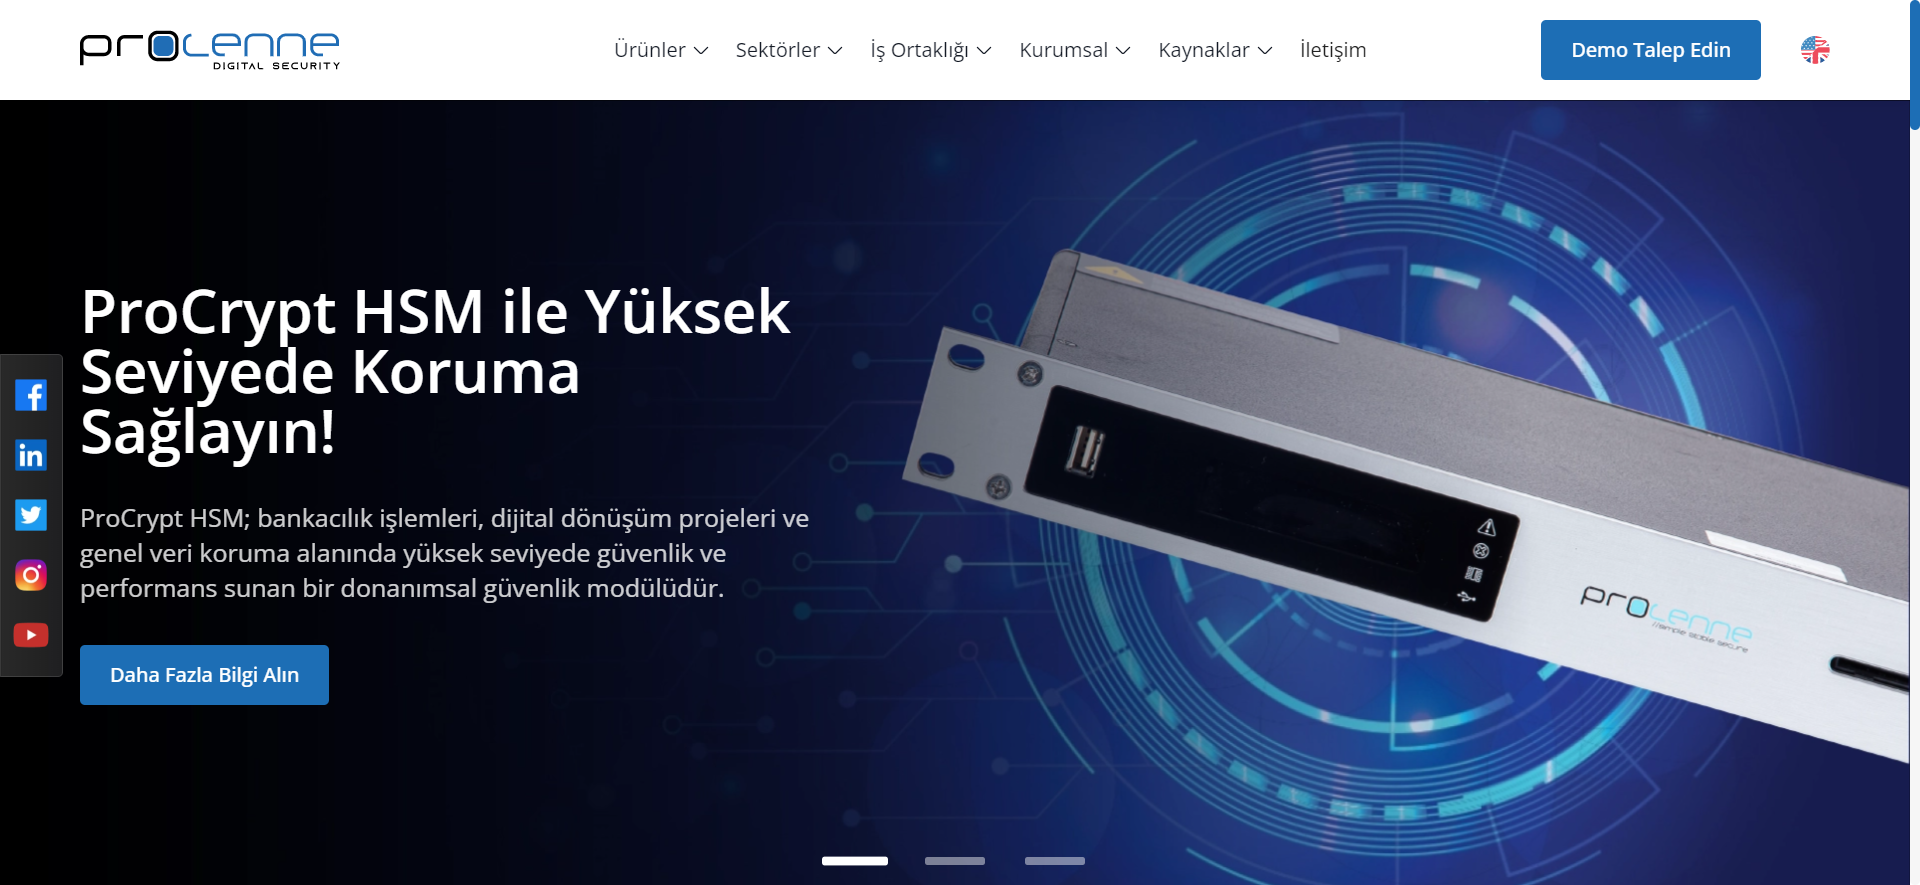 procenne
DIGITAL SECURITY
Ürünler
Sektörler
İş Ortaklığı
Kurumsal
Kaynaklar
İletişim
Demo Talep Edin
ProCrypt HSM ile Yüksek
Seviyede Koruma
Sağlayın!
ProCrypt HSM; bankacılık işlemleri, dijital dönüşüm projeleri ve
genel veri koruma alanında yüksek seviyede güvenlik ve
performans sunan bir donanımsal güvenlik modülüdür.
Daha Fazla Bilgi Alın
procenne